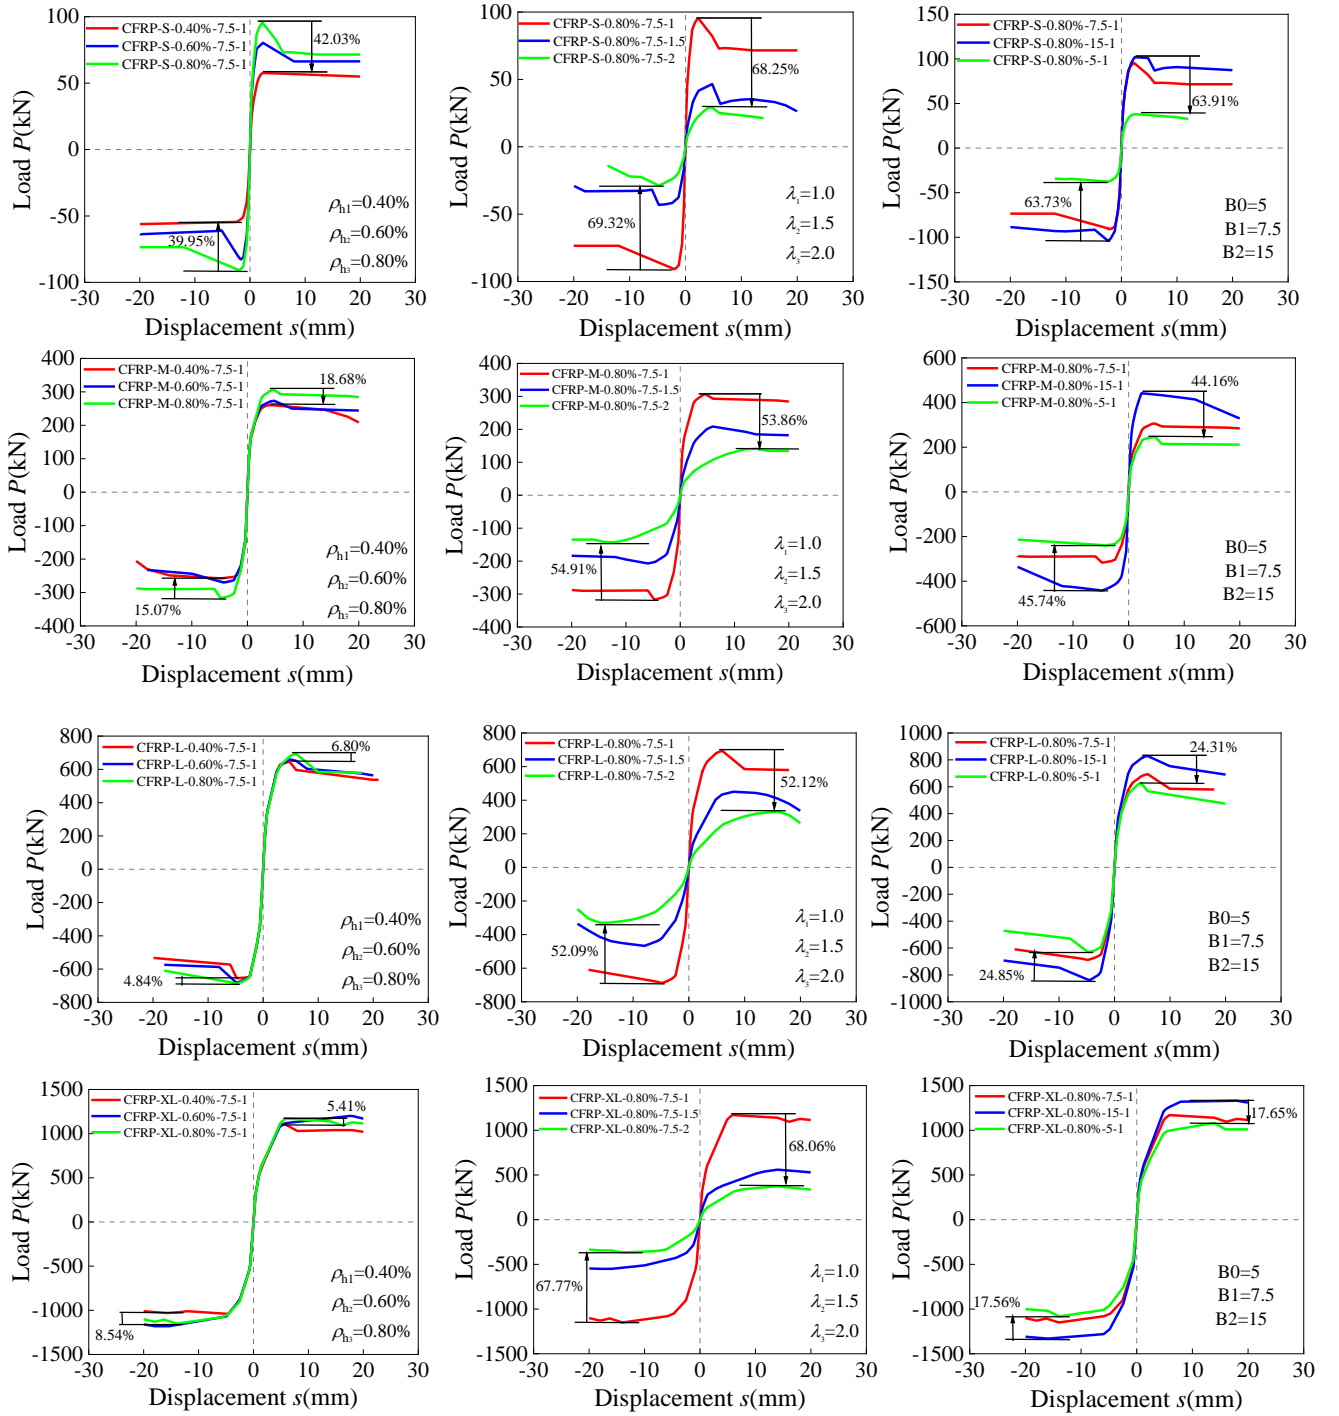 CFRP-S-0.40%-7.5-1
CFRP-S-0.60%-7.5-1
CFRP-S-0.80%-7.5-1
42.03%
39.95%
ρh1=0.40%
ρh2=0.60%
ρh3=0.80%
100
50
0
-50
100
-30 -20 -10 0 10 20 30
Load P(kN)
Displacement s(mm)
CFRP-S-0.80%-7.5-1
CFRP-S-0.80%-7.5-1.5
CFRP-S-0.80%-7.5-2
68.25%
69.32%
λ1=1.0
λ2=1.5
λ3=2.0
100
50
0
-50
-100
-30 -20 -10 0 10 20 30
Load P(kN)
Displacement s(mm)
CFRP-S-0.80%-7.5-1
CFRP-S-0.80%-15-1
CFRP-S-0.80%-5-1
63.91%
63.73%
B0=5
B1=7.5
B2=15
150
100
50
0
-50
-100
-150
-30 -20 -10 0 10 20 30
Load P(kN)
Displacement s(mm)
CFRP-M-0.40%-7.5-1
CFRP-M-0.60%-7.5-1
CFRP-M-0.80%-7.5-1
18.68%
15.07%
ρh1=0.40%
ρh2=0.60%
ρh3=0.80%
400
300
200
100
0
-100
-200
-300
-400
-30 -20 -10 0 10 20 30
Load P(kN)
Displacement s(mm)
CFRP-M-0.80%-7.5-1
CFRP-M-0.80%-7.5-1.5
CFRP-M-0.80%-7.5-2
53.86%
54.91%
λ1=1.0
λ2=1.5
λ3=2.0
400
300
200
100
0
-100
-200
-300
-400
-30 -20 -10 0 10 20 30
Load P(kN)
Displacement s(mm)
CFRP-M-0.80%-7.5-1
CFRP-M-0.80%-15-1
CFRP-M-0.80%-5-1
44.16%
45.74%
B0=5
B1=7.5
B2=15
600
400
200
0
-200
-400
-600
-30 -20 -10 0 10 20 30
Load P(kN)
Displacement s(mm)
CFRP-L-0.40%-7.5-1
CFRP-L-0.60%-7.5-1
CFRP-L-0.80%-7.5-1
6.80%
4.84%
ρh1=0.40%
ρh2=0.60%
ρh3=0.80%
800
600
400
200
0
-200
-400
-600
-800
-30 -20 -10 0 10 20 30
Load P(kN)
Displacement s(mm)
CFRP-L-0.80%-7.5-1
CFRP-L-0.80%-7.5-1.5
CFRP-L-0.80%-7.5-2
52.12%
52.09%
λ1=1.0
λ2=1.5
λ3=2.0
800
600
400
200
0
-200
-400
-600
-800
-30 -20 -10 0 10 20 30
Load P(kN)
Displacement s(mm)
CFRP-L-0.80%-7.5-1
CFRP-L-0.80%-15-1
CFRP-L-0.80%-5-1
24.31%
24.85%
B0=5
B1=7.5
B2=15
1000
800
600
400
200
0
-200
-400
-600
-800
-1000
-30 -20 -10 0 10 20 30
Load P(kN)
Displacement s(mm)
CFRP-XL-0.40%-7.5-1
CFRP-XL-0.60%-7.5-1
CFRP-XL-0.80%-7.5-1
5.41%
8.54%
ρh1=0.40%
ρh2=0.60%
ρh3=0.80%
1500
1000
500
0
-500
-1000
-1500
-30 -20 -10 0 10 20 30
Load P(kN)
Displacement s(mm)
CFRP-XL-0.80%-7.5-1
CFRP-XL-0.80%-7.5-1.5
CFRP-XL-0.80%-7.5-2
68.06%
67.77%
λ1=1.0
λ2=1.5
λ3=2.0
1500
1000
500
0
-500
-1000
-1500
-30 -20 -10 0 10 20 30
Load P(kN)
Displacement s(mm)
CFRP-XL-0.80%-7.5-1
CFRP-XL-0.80%-15-1
CFRP-XL-0.80%-5-1
17.65%
17.56%
B0=5
B1=7.5
B2=15
1500
1000
500
0
-500
-1000
-1500
-30 -20 -10 0 10 20 30
Load P(kN)
Displacement s(mm)